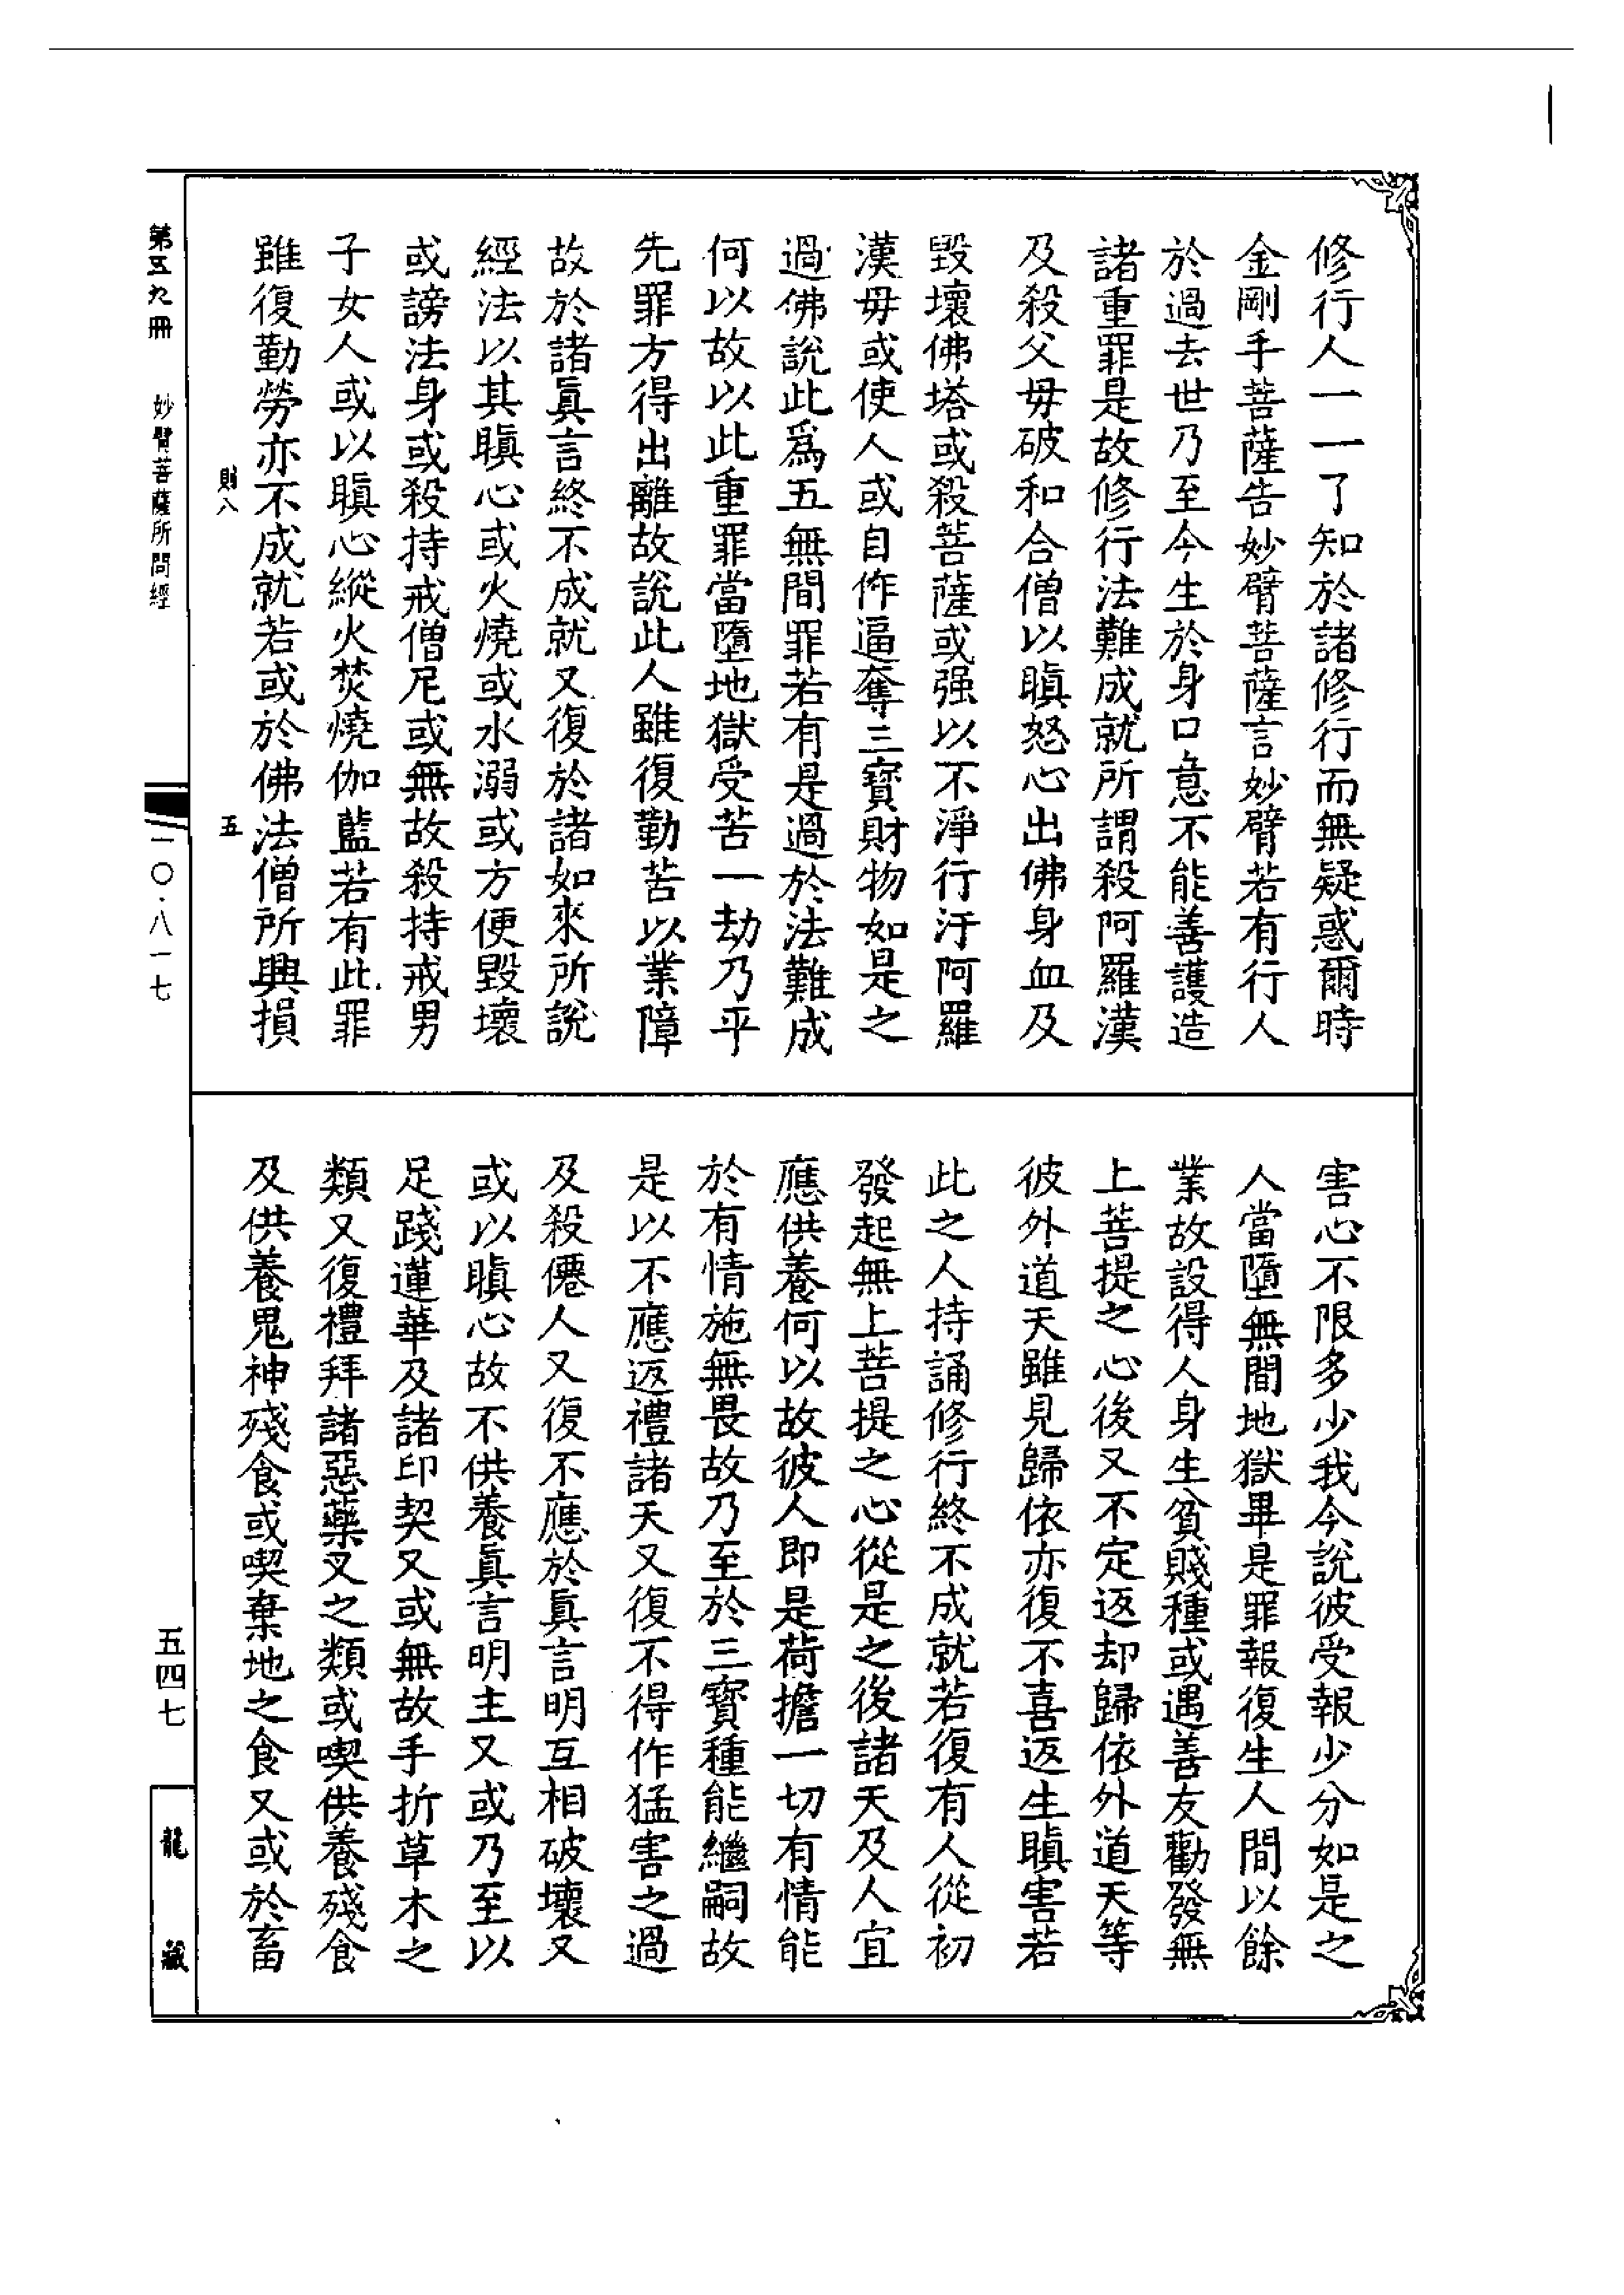 修行人一一了知於諸修行而無疑惑爾時
金剛手菩薩告妙臂菩薩言妙臂若有行人
於過去世乃至今生於身口意不能善護造
諸重罪是故修行法難成就所謂殺阿羅漢
及殺父母破和合僧以瞋怒心出佛身血及
毀壞佛塔或殺菩薩或强以不淨行汙阿羅
漢母或使人或自作逼奪三寶財物如是之
過佛說此爲五無間罪若有是過於法難成
何以故以此重罪當墮地獄受苦一劫乃平
先罪方得出離故說此人雖復勤苦以業障
故於諸眞言終不成就又復於諸如來所說
經法以其瞋心或火燒或水溺或方便毀壞
或謗法身或殺持戒僧尼或無故殺持戒男
子女人或以瞋心縱火焚燒伽藍若有此罪
雖復勤勞亦不成就若或於佛法僧所興損
則八
五
害心不限多少我今說彼受報少分如是之
人當墮無間地獄畢是罪報復生人間以餘
業故設得人身生貧賤種或遇善友勸發無
上菩提之心後又不定返却歸依外道天等
彼外道天雖見歸依亦復不喜返生瞋害若
此之人持誦修行終不成就若復有人從初
發起無上菩提之心從是之後諸天及人宜
應供養何以故彼人即是荷擔一切有情能
於有情施無畏故乃至於三寶種能繼嗣故
是以不應返禮諸天又復不得作猛害之過
及殺僊人又復不應於眞言明互相破壞又
或以瞋心故不供養眞言明主又或乃至以
足踐蓮華及諸印契又或無故手折草木之
類又復禮拜諸惡藥叉之類或喫供養殘食
及供養鬼神殘食或喫棄地之食又或於畜
第五九冊
妙臂菩薩所問經
一〇·八一七
五四七
龍藏